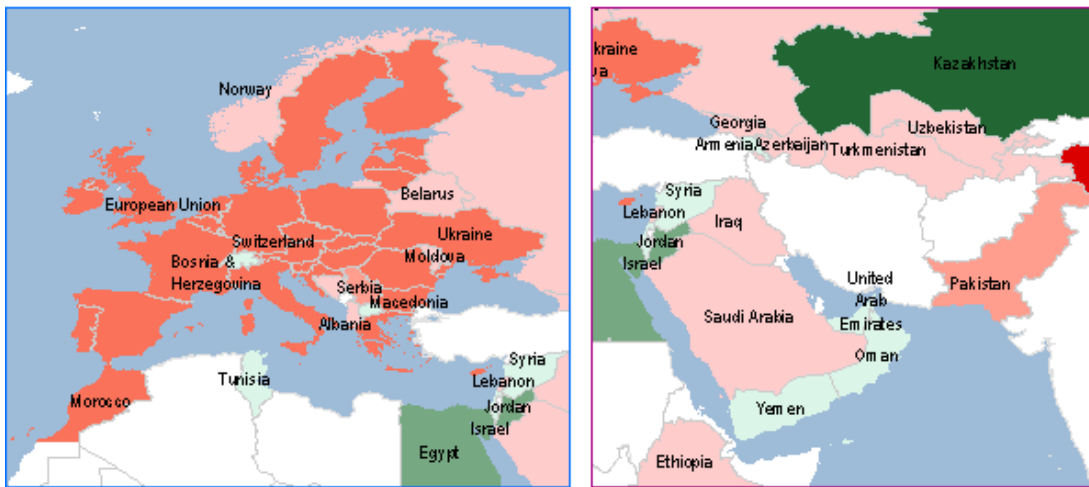 Norway
Belarus
European Union
Switzerland
Ukraine
Bosnia &
Moldova
Herzegovina
Serbia
Macedonia
Albania
Tunisia
Syria
Lebanon
Morocco
Jordan
Israel
Egypt
kraine
Kazakhstan
Georgia
Uzbekistan
Armenia
Azerkaijan
Turkmenistan
Syria
Lebanon
Iraq
Jordan
Israel
United
Arab
Emirates
Pakistan
Saudi Arabia
Oman
Yemen
Ethiopia